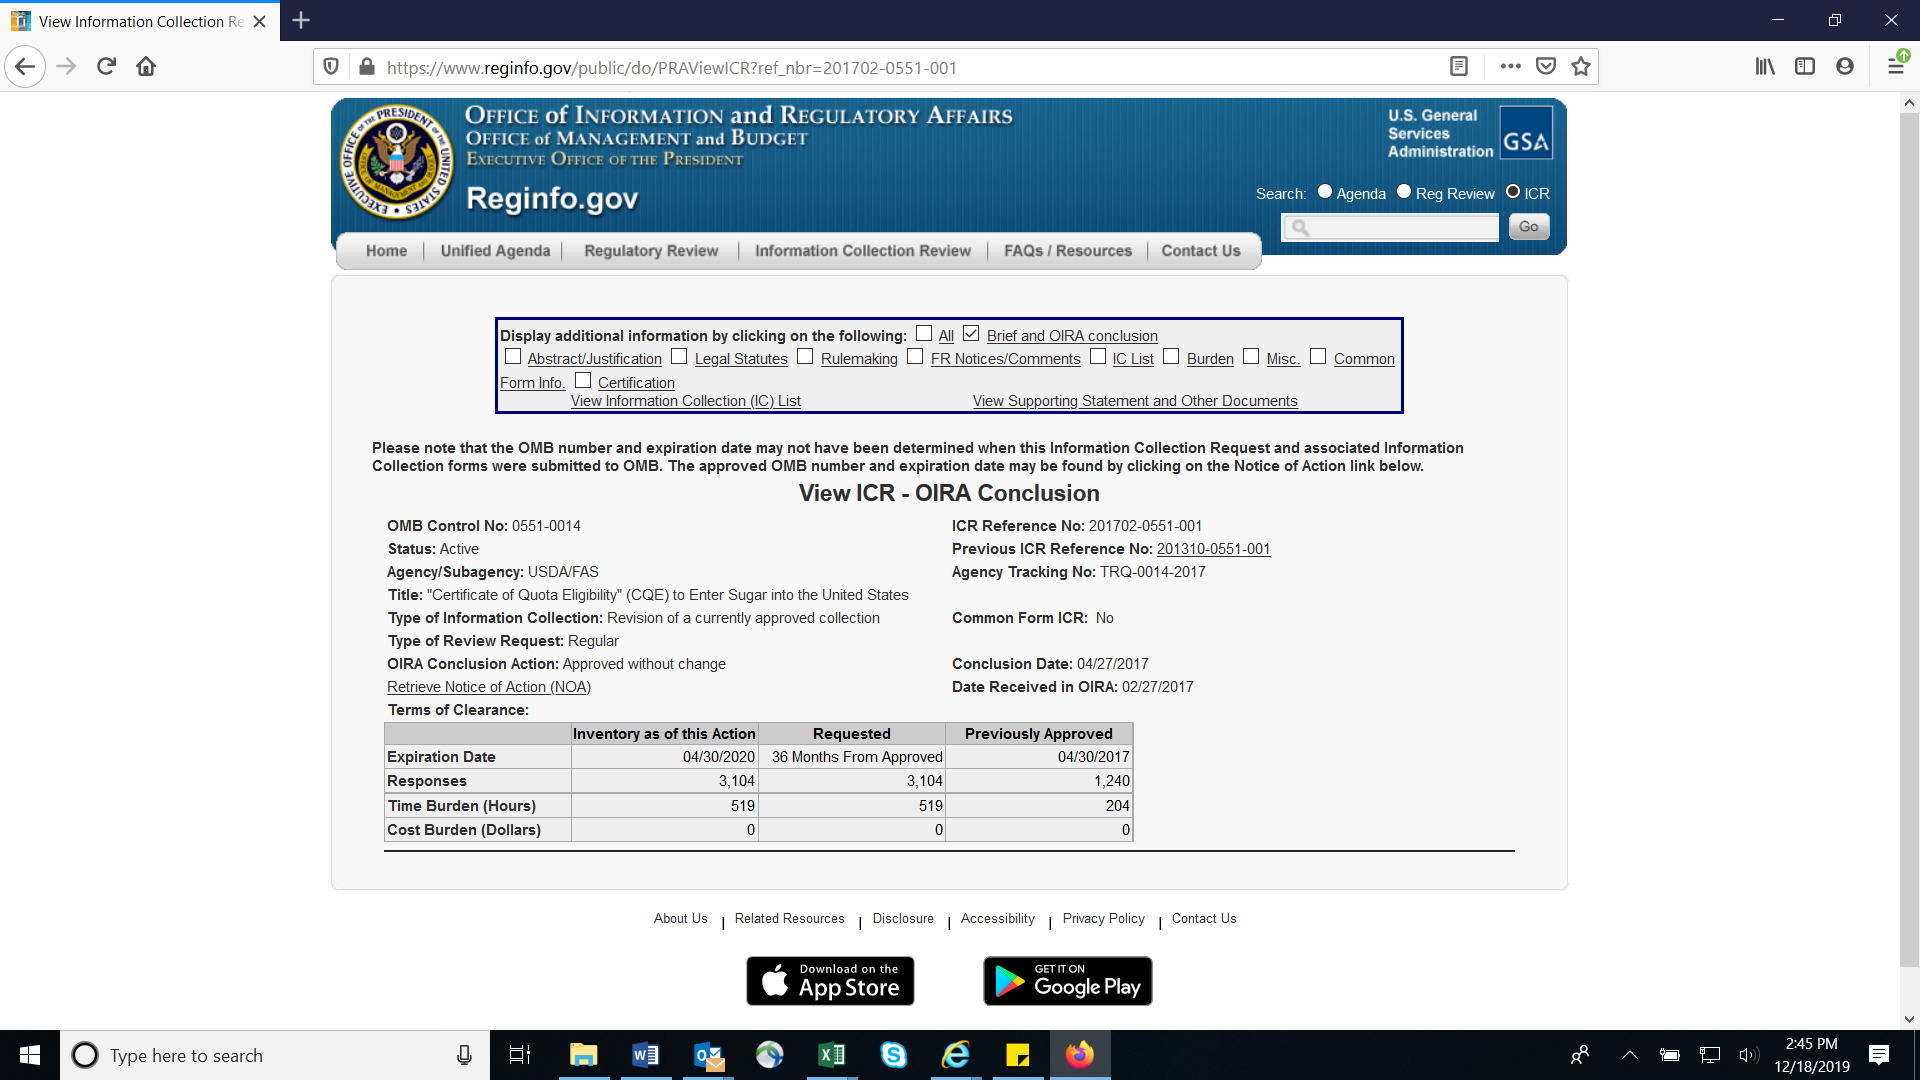 View Information Collection Re
https://www.reginfo.gov/public/do/PRAViewICR?ref_nbr=201702-0551-001
EXECUTIVE OFFICE OF THE PRESIDENT OF THE UNITED STATES
OFFICE OF INFORMATION AND REGULATORY AFFAIRS
OFFICE OF MANAGEMENT AND BUDGET
EXECUTIVE OFFICE OF THE PRESIDENT
Reginfo.gov
U.S. General
Services
Administration
GSA
Search: Agenda Reg Review ICR
Go
Home Unified Agenda Regulatory Review Information Collection Review FAQs / Resources Contact Us
Display additional information by clicking on the following: All Brief and OIRA conclusion
Abstract/Justification Legal Statutes Rulemaking FR Notices/Comments IC List Burden Misc. Common
Form Info. Certification
View Information Collection (IC) List View Supporting Statement and Other Documents
Please note that the OMB number and expiration date may not have been determined when this Information Collection Request and associated Information
Collection forms were submitted to OMB. The approved OMB number and expiration date may be found by clicking on the Notice of Action link below.
View ICR - OIRA Conclusion
OMB Control No: 0551-0014 ICR Reference No: 201702-0551-001
Status: Active Previous ICR Reference No: 201310-0551-001
Agency/Subagency: USDA/FAS Agency Tracking No: TRQ-0014-2017
Title: "Certificate of Quota Eligibility" (CQE) to Enter Sugar into the United States
Type of Information Collection: Revision of a currently approved collection Common Form ICR: No
Type of Review Request: Regular
OIRA Conclusion Action: Approved without change Conclusion Date: 04/27/2017
Retrieve Notice of Action (NOA) Date Received in OIRA: 02/27/2017
Terms of Clearance:
Inventory as of this Action Requested Previously Approved
Expiration Date 04/30/2020 36 Months From Approved 04/30/2017
Responses 3,104 3,104 1,240
Time Burden (Hours) 519 519 204
Cost Burden (Dollars) 0 0 0
About Us | Related Resources | Disclosure | Accessibility | Privacy Policy | Contact Us
Download on the
App Store
GET IT ON
Google Play
Type here to search
2:45 PM
12/18/2019